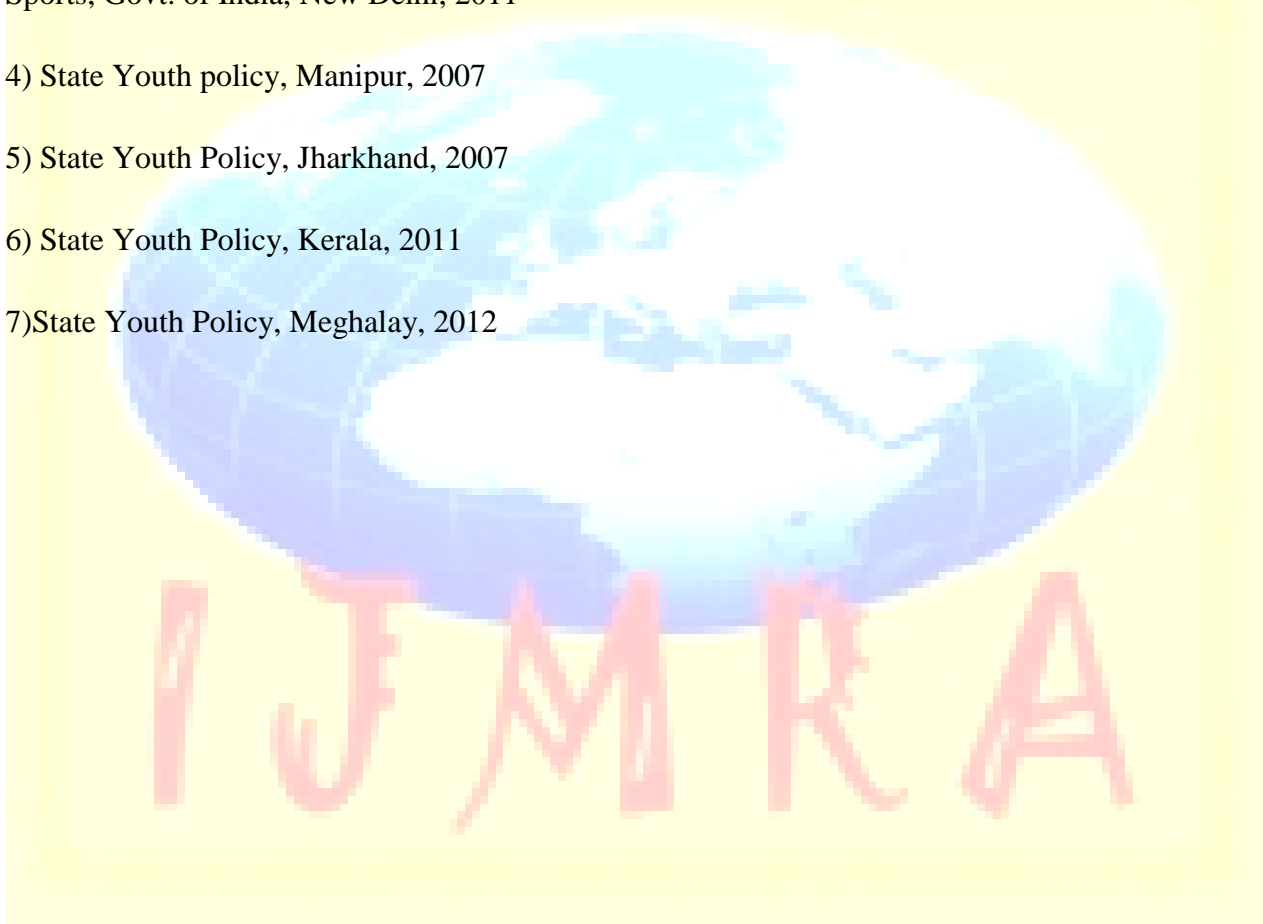 Sports, Govt. of India, New Delhi, 2011
4) State Youth policy, Manipur, 2007
5) State Youth Policy, Jharkhand, 2007
6) State Youth Policy, Kerala, 2011
7)State Youth Policy, Meghalay, 2012
IJMRA